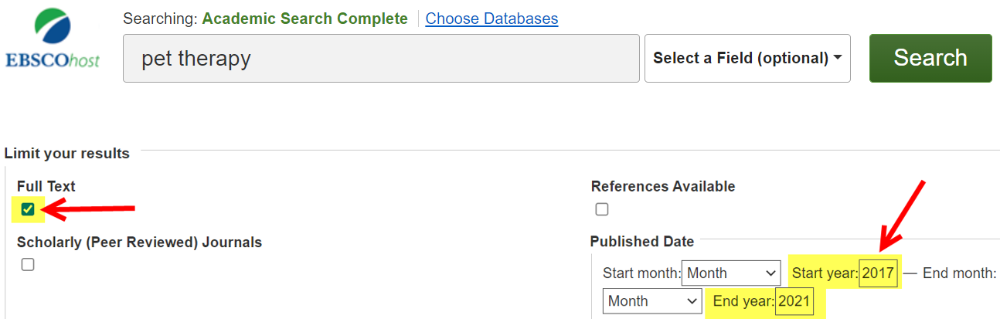 Searching: Academic Search Complete Choose Databases
EBSCOhost
pet therapy
Select a Field (optional)
Search
Limit your results
Full Text
Scholarly (Peer Reviewed) Journals
References Available
Published Date
Start month: Month Start year: 2017 — End month:
Month End year: 2021